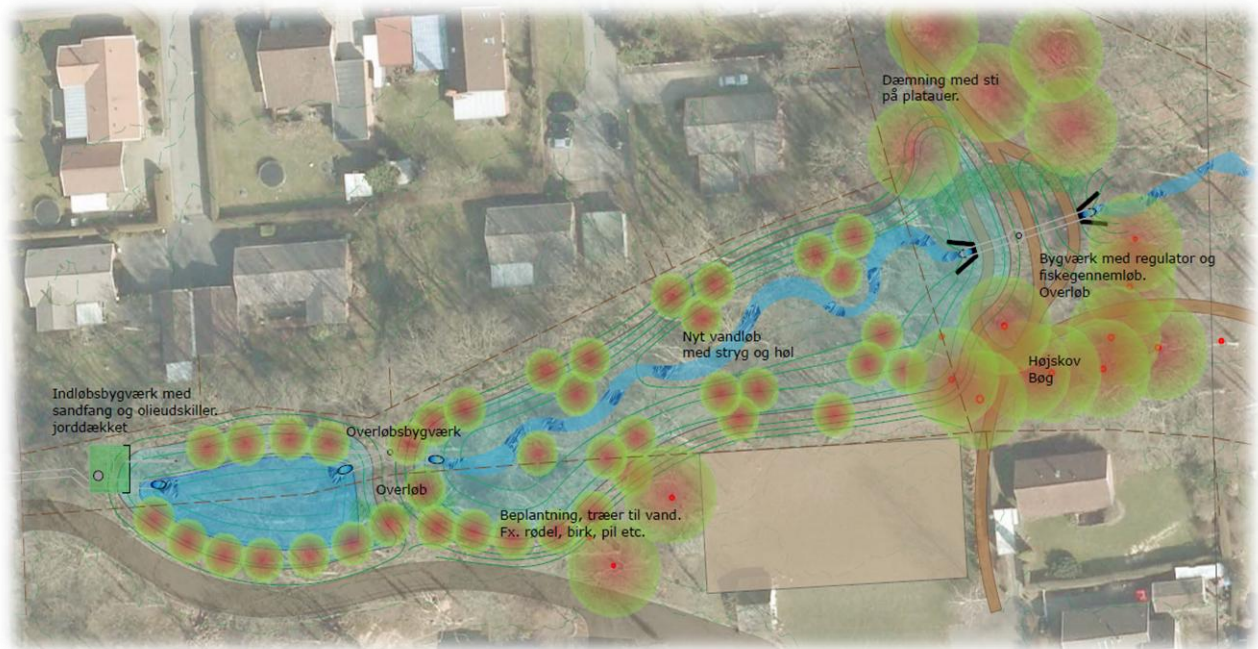 Dæmning med sti
på platauer.
Bygværk med regulator og
fiskegennemløb.
Overløb
Nyt vandløb
med stryg og høl
Højskov
Bøg
Indløbsbygværk med
sandfang og olieudskiller.
jorddækket
Overløbsbygværk
Overløb
Beplantning, træer til vand.
Fx. rødel, birk, pil etc.